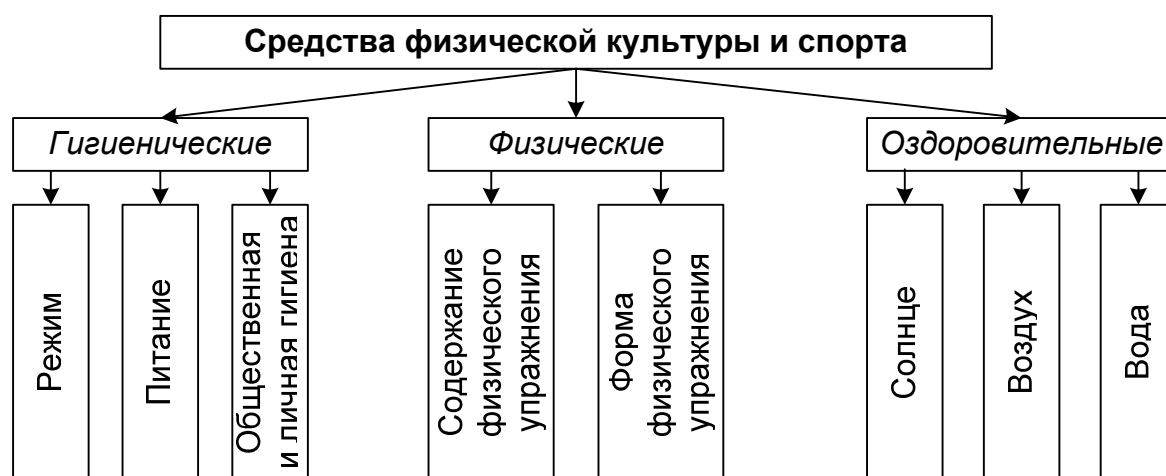 Средства физической культуры и спорта
Гигиенические
Физические
Оздоровительные
Режим
Питание
Общественная
и личная гигиена
Содержание
физического
упражнения
Форма
физического
упражнения
Солнце
Воздух
Вода